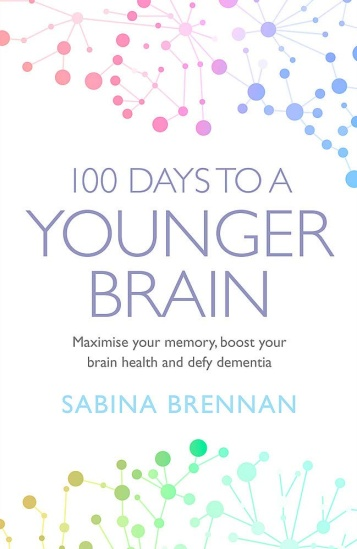 100 DAYS TO A
YOUNGER
BRAIN
Maximise your memory, boost your
brain health and defy dementia
SABINA BRENNAN